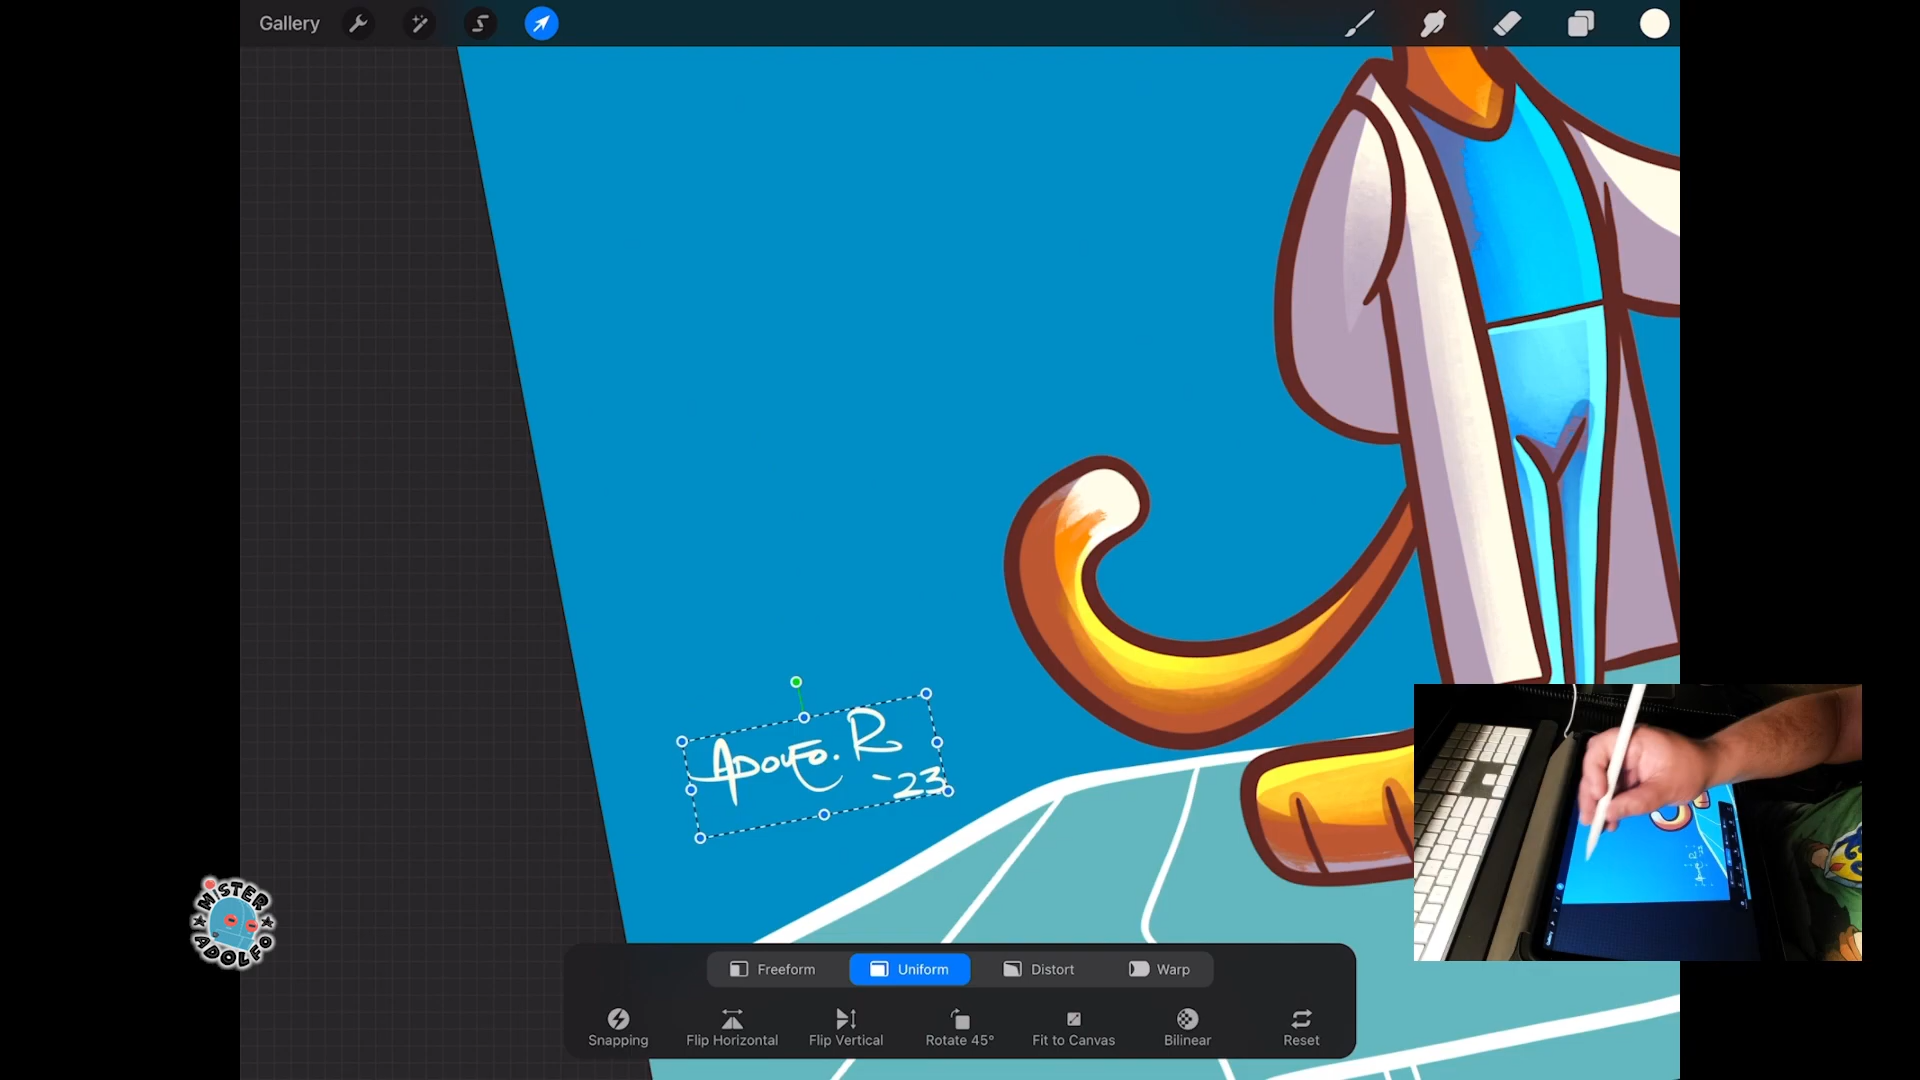 Gallery
ADOLFO. R
-23
MISTER
ADOLFO
Freeform Uniform Distort Warp
Snapping Flip Horizontal Flip Vertical Rotate 45° Fit to Canvas Bilinear Reset